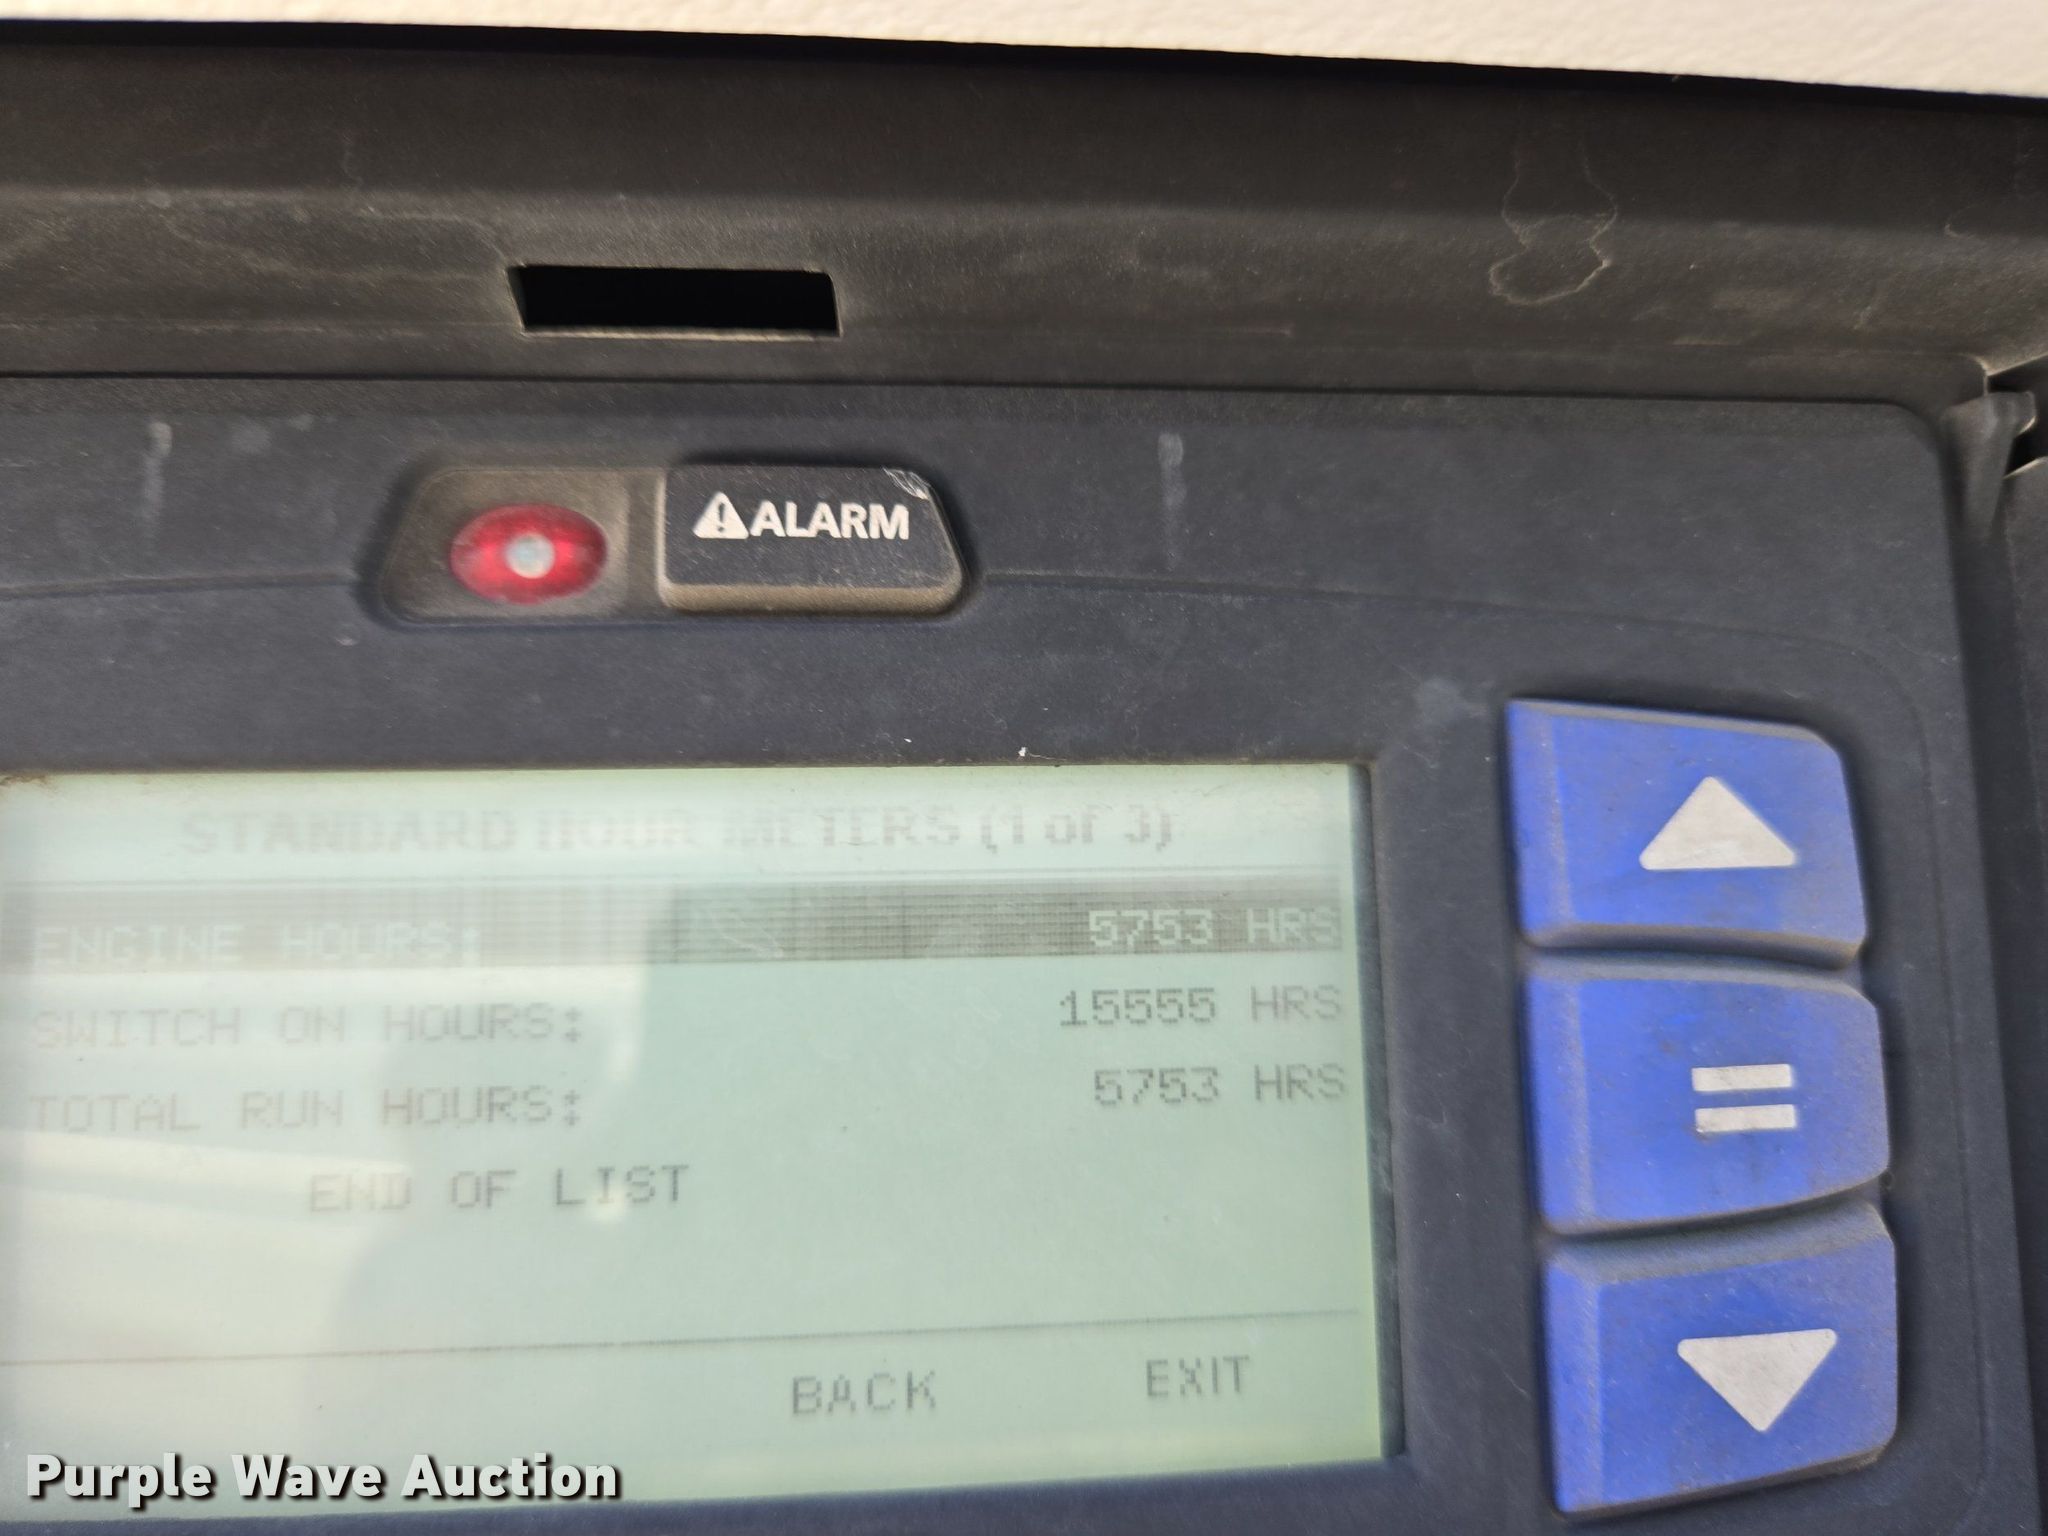 ALARM
STANDARD HOUR METERS (1 of 3)
ENGINE HOURS: 5753 HRS
SWITCH ON HOURS: 15555 HRS
TOTAL RUN HOURS: 5753 HRS
END OF LIST
BACK EXIT
Purple Wave Auction